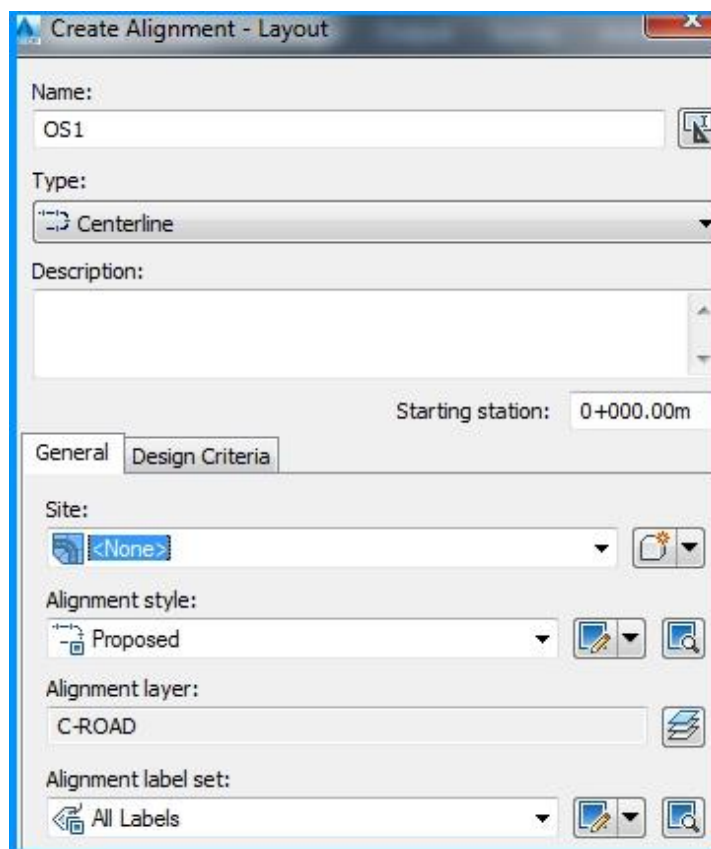 Create Alignment - Layout
Name:
OS1
Type:
Centerline
Description:
Starting station: 0+000.00m
General Design Criteria
Site:
<None>
Alignment style:
Proposed
Alignment layer:
C-ROAD
Alignment label set:
All Labels